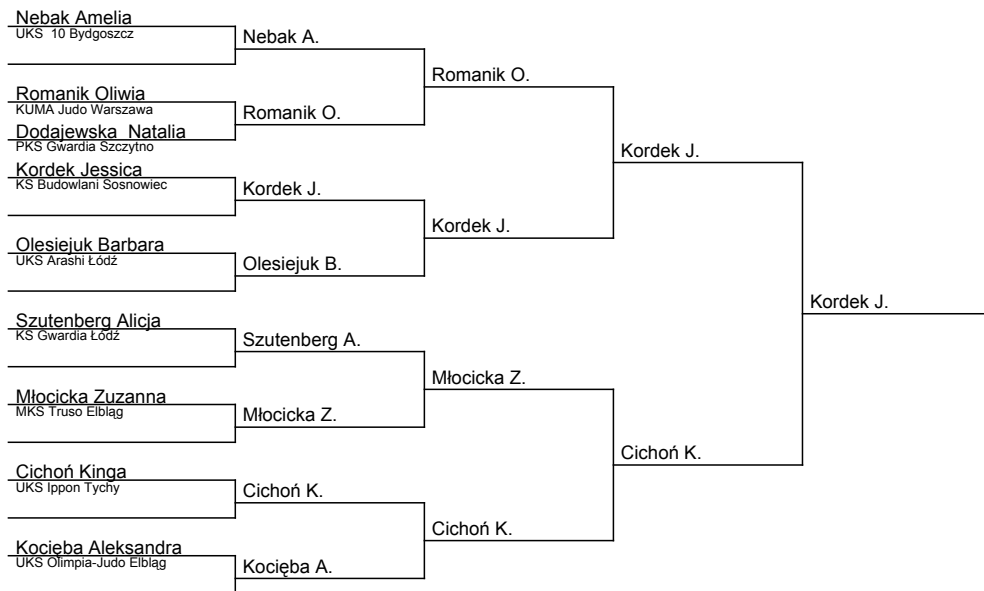 Nebak Amelia
UKS  10 Bydgoszcz
Nebak A.
Romanik O.
Romanik Oliwia
KUMA Judo Warszawa
Romanik O.
Dodajewska  Natalia
PKS Gwardia Szczytno
Kordek J.
Kordek Jessica
KS Budowlani Sosnowiec
Kordek J.
Kordek J.
Olesiejuk Barbara
UKS Arashi Łódź
Olesiejuk B.
Kordek J.
Szutenberg Alicja
KS Gwardia Łódź
Szutenberg A.
Młocicka Z.
Młocicka Zuzanna
MKS Truso Elbląg
Młocicka Z.
Cichoń K.
Cichoń Kinga
UKS Ippon Tychy
Cichoń K.
Cichoń K.
Kocięba Aleksandra
UKS Olimpia-Judo Elbląg
Kocięba A.